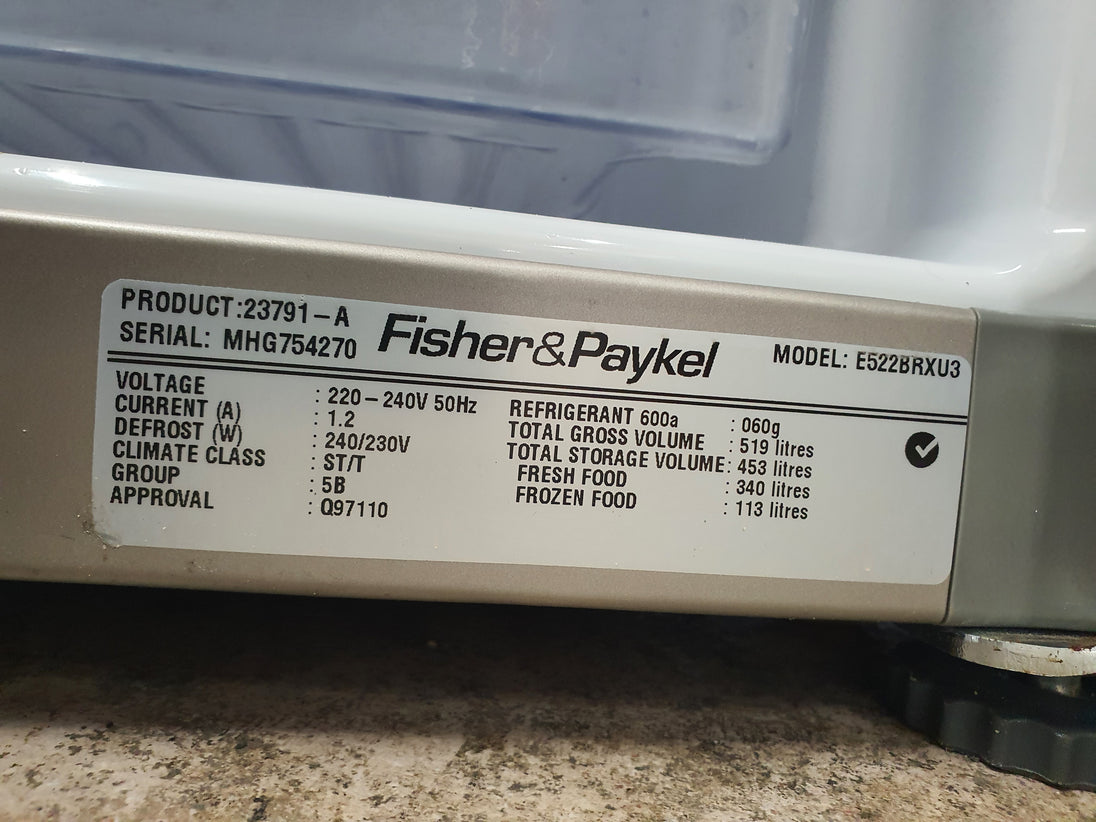 PRODUCT:23791-A
SERIAL: MHG754270
Fisher&Paykel
MODEL: E522BRXU3
VOLTAGE : 220-240V 50Hz
CURRENT (A) : 1.2
DEFROST (W) : 240/230V
CLIMATE CLASS : ST/T
GROUP : 5B
APPROVAL : Q97110
REFRIGERANT 600a : 060g
TOTAL GROSS VOLUME : 519 litres
TOTAL STORAGE VOLUME: 453 litres
FRESH FOOD : 340 litres
FROZEN FOOD : 113 litres